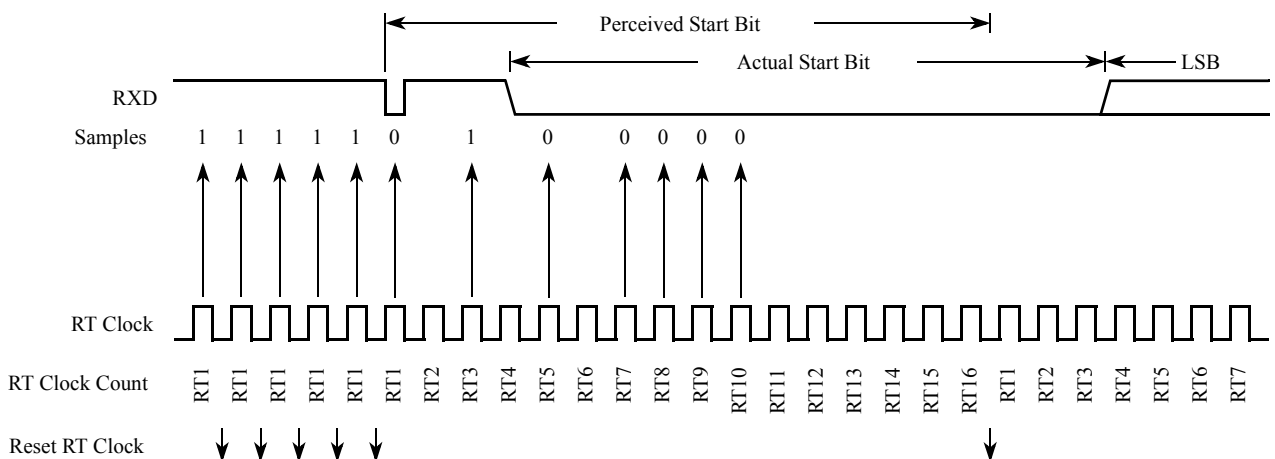 Perceived Start Bit
Actual Start Bit LSB
RXD
Samples 1 1 1 1 1 0 1 0 0 0 0 0
RT Clock
RT Clock Count RT1 RT1 RT1 RT1 RT1 RT1 RT2 RT3 RT4 RT5 RT6 RT7 RT8 RT9 RT10 RT11 RT12 RT13 RT14 RT15 RT16 RT1 RT2 RT3 RT4 RT5 RT6 RT7
Reset RT Clock